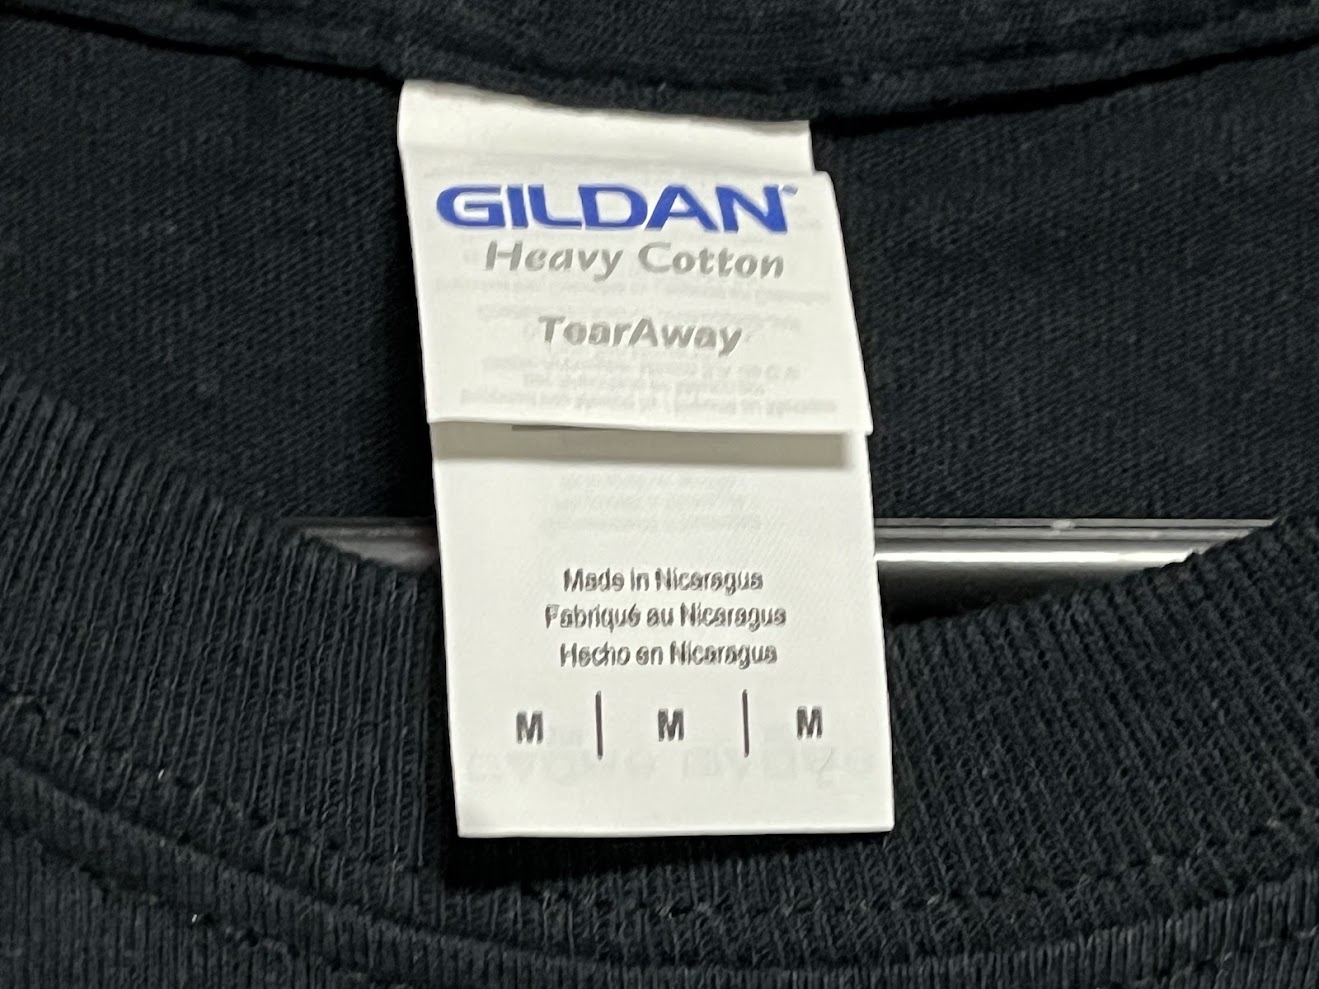 GILDAN
Heavy Cotton
TearAway
Made in Nicaragua
Fabriqué au Nicaragua
Hecho en Nicaragua
M | M | M